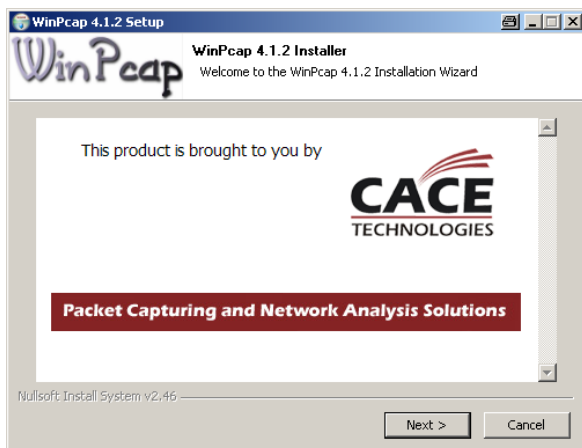 WinPcap 4.1.2 Setup
WinPcap
WinPcap 4.1.2 Installer
Welcome to the WinPcap 4.1.2 Installation Wizard
This product is brought to you by
CACE
TECHNOLOGIES
Packet Capturing and Network Analysis Solutions
Nullsoft Install System v2.46
Next >
Cancel